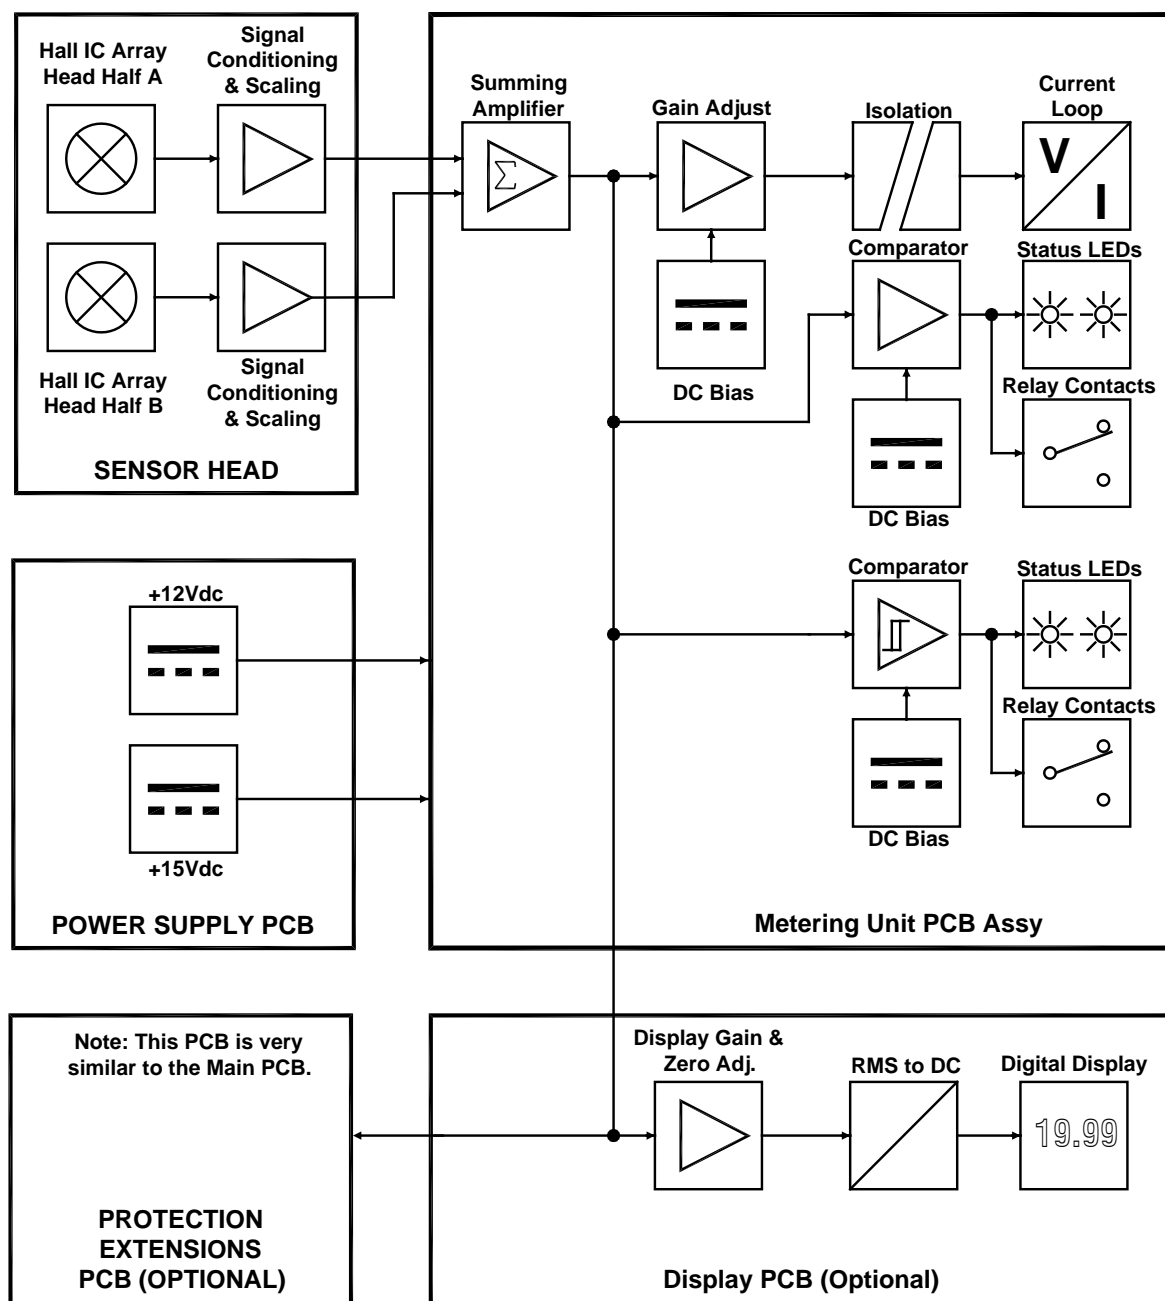 Hall IC Array
Head Half A
Signal
Conditioning
& Scaling
Hall IC Array
Head Half B
Signal
Conditioning
& Scaling
SENSOR HEAD
Summing
Amplifier
Σ
Gain Adjust
Isolation
Current
Loop
V
I
DC Bias
Comparator
Status LEDs
Relay Contacts
DC Bias
Comparator
Status LEDs
Relay Contacts
DC Bias
Metering Unit PCB Assy
+12Vdc
+15Vdc
POWER SUPPLY PCB
Note: This PCB is very
similar to the Main PCB.
PROTECTION
EXTENSIONS
PCB (OPTIONAL)
Display Gain &
Zero Adj.
RMS to DC
Digital Display
19.99
Display PCB (Optional)